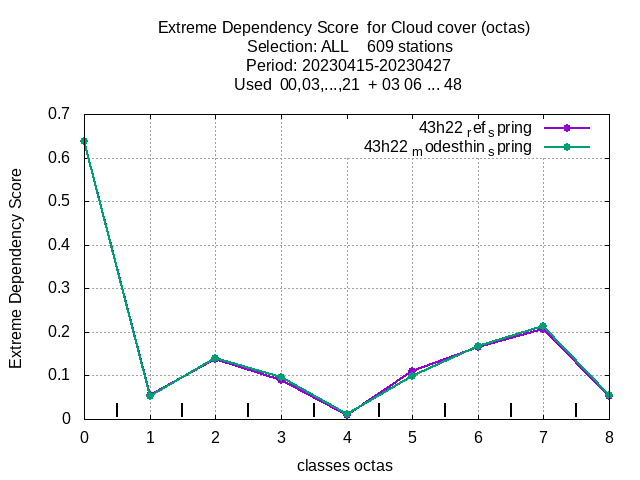 Extreme Dependency Score  for Cloud cover (octas)
Selection: ALL    609 stations
Period: 20230415-20230427
Used  00,03,...,21  + 03 06 ... 48
43h22 ref spring
43h22 modesthin spring
Extreme Dependency Score
0.7
0.6
0.5
0.4
0.3
0.2
0.1
0
0 1 2 3 4 5 6 7 8
classes octas